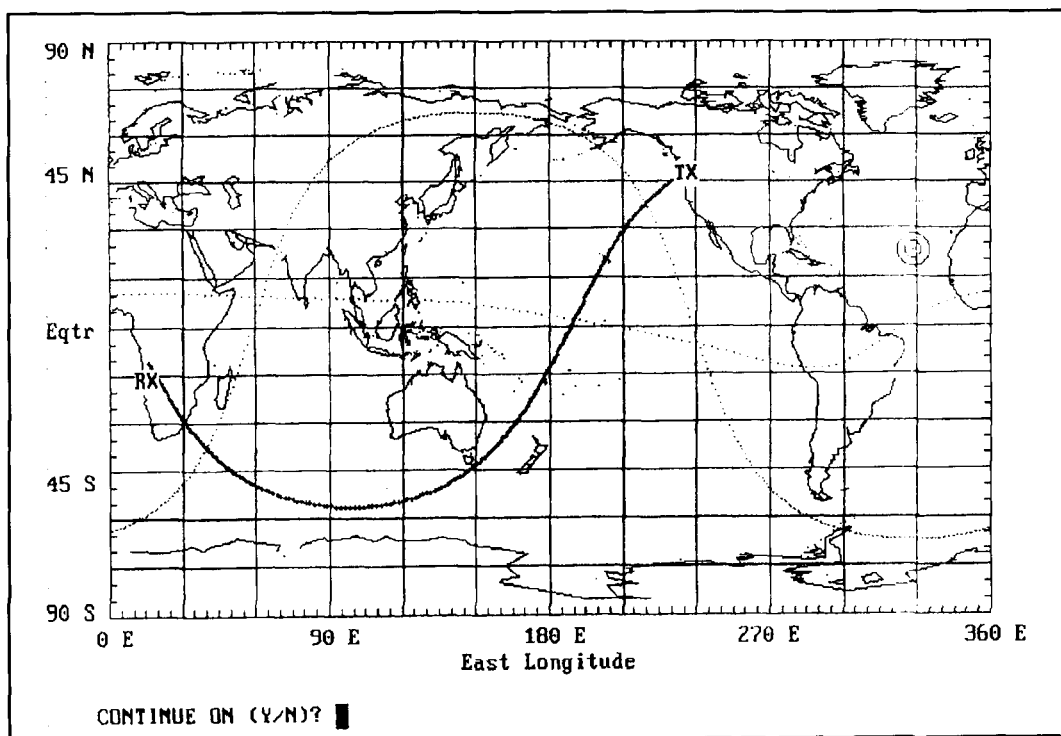 90 N
45 N
TX
Eqtr
RX
45 S
90 S
0 E
90 E
180 E
270 E
360 E
East Longitude
CONTINUE ON (Y/N)?